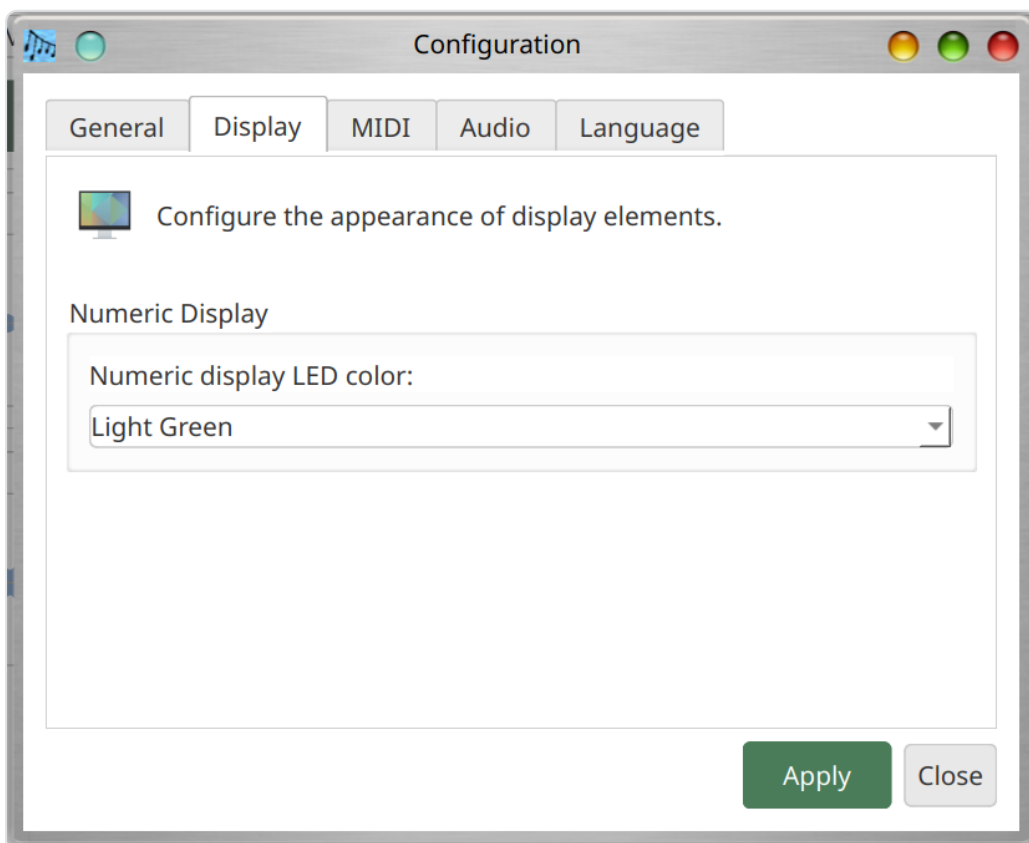 Configuration
General Display MIDI Audio Language
Configure the appearance of display elements.
Numeric Display
Numeric display LED color:
Light Green
Apply Close